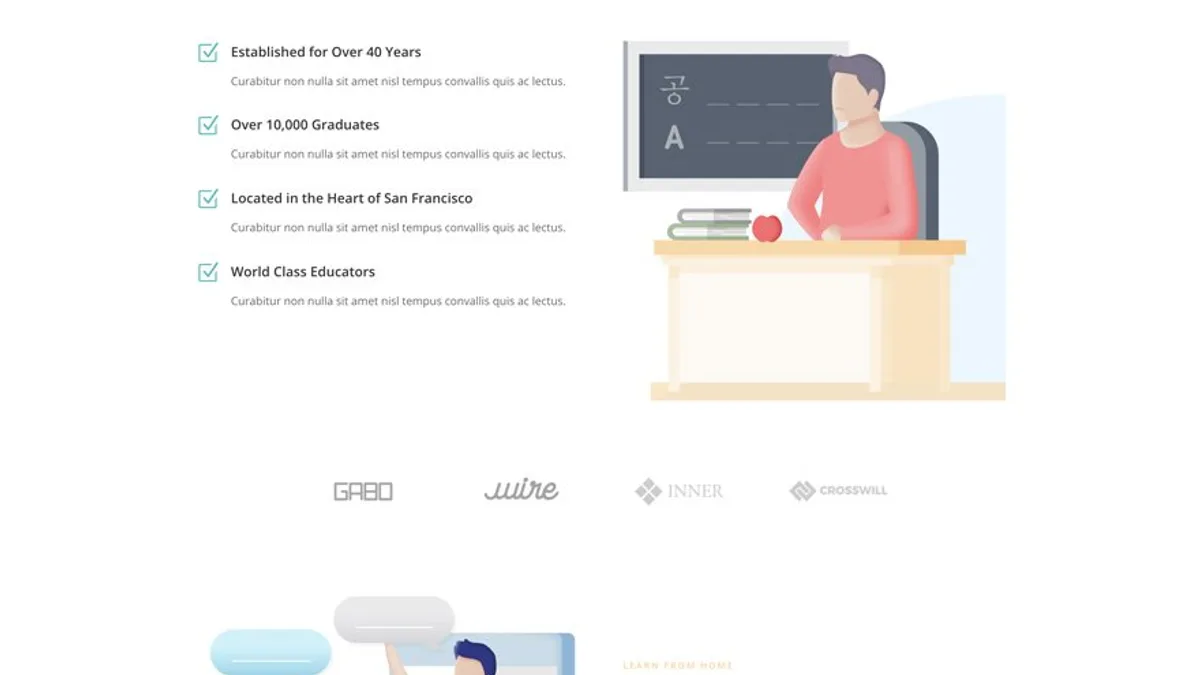 Established for Over 40 Years
Curabitur non nulla sit amet nisl tempus convallis quis ac lectus.
Over 10,000 Graduates
Curabitur non nulla sit amet nisl tempus convallis quis ac lectus.
Located in the Heart of San Francisco
Curabitur non nulla sit amet nisl tempus convallis quis ac lectus.
World Class Educators
Curabitur non nulla sit amet nisl tempus convallis quis ac lectus.
공
A
GABO
wire
INNER
CROSSWILL
LEARN FROM HOME